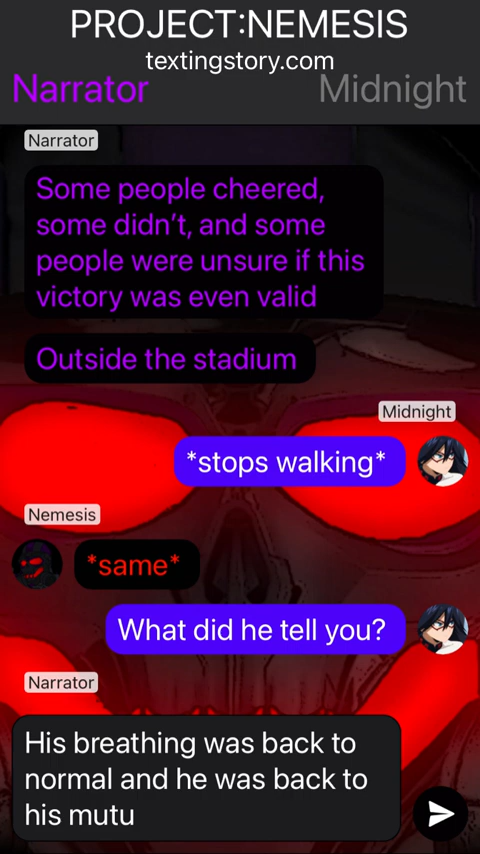 PROJECT:NEMESIS
textingstory.com
Narrator
Midnight
Narrator
Some people cheered,
some didn’t, and some
people were unsure if this
victory was even valid
Outside the stadium
Midnight
*stops walking*
Nemesis
*same*
What did he tell you?
Narrator
His breathing was back to
normal and he was back to
his mutu